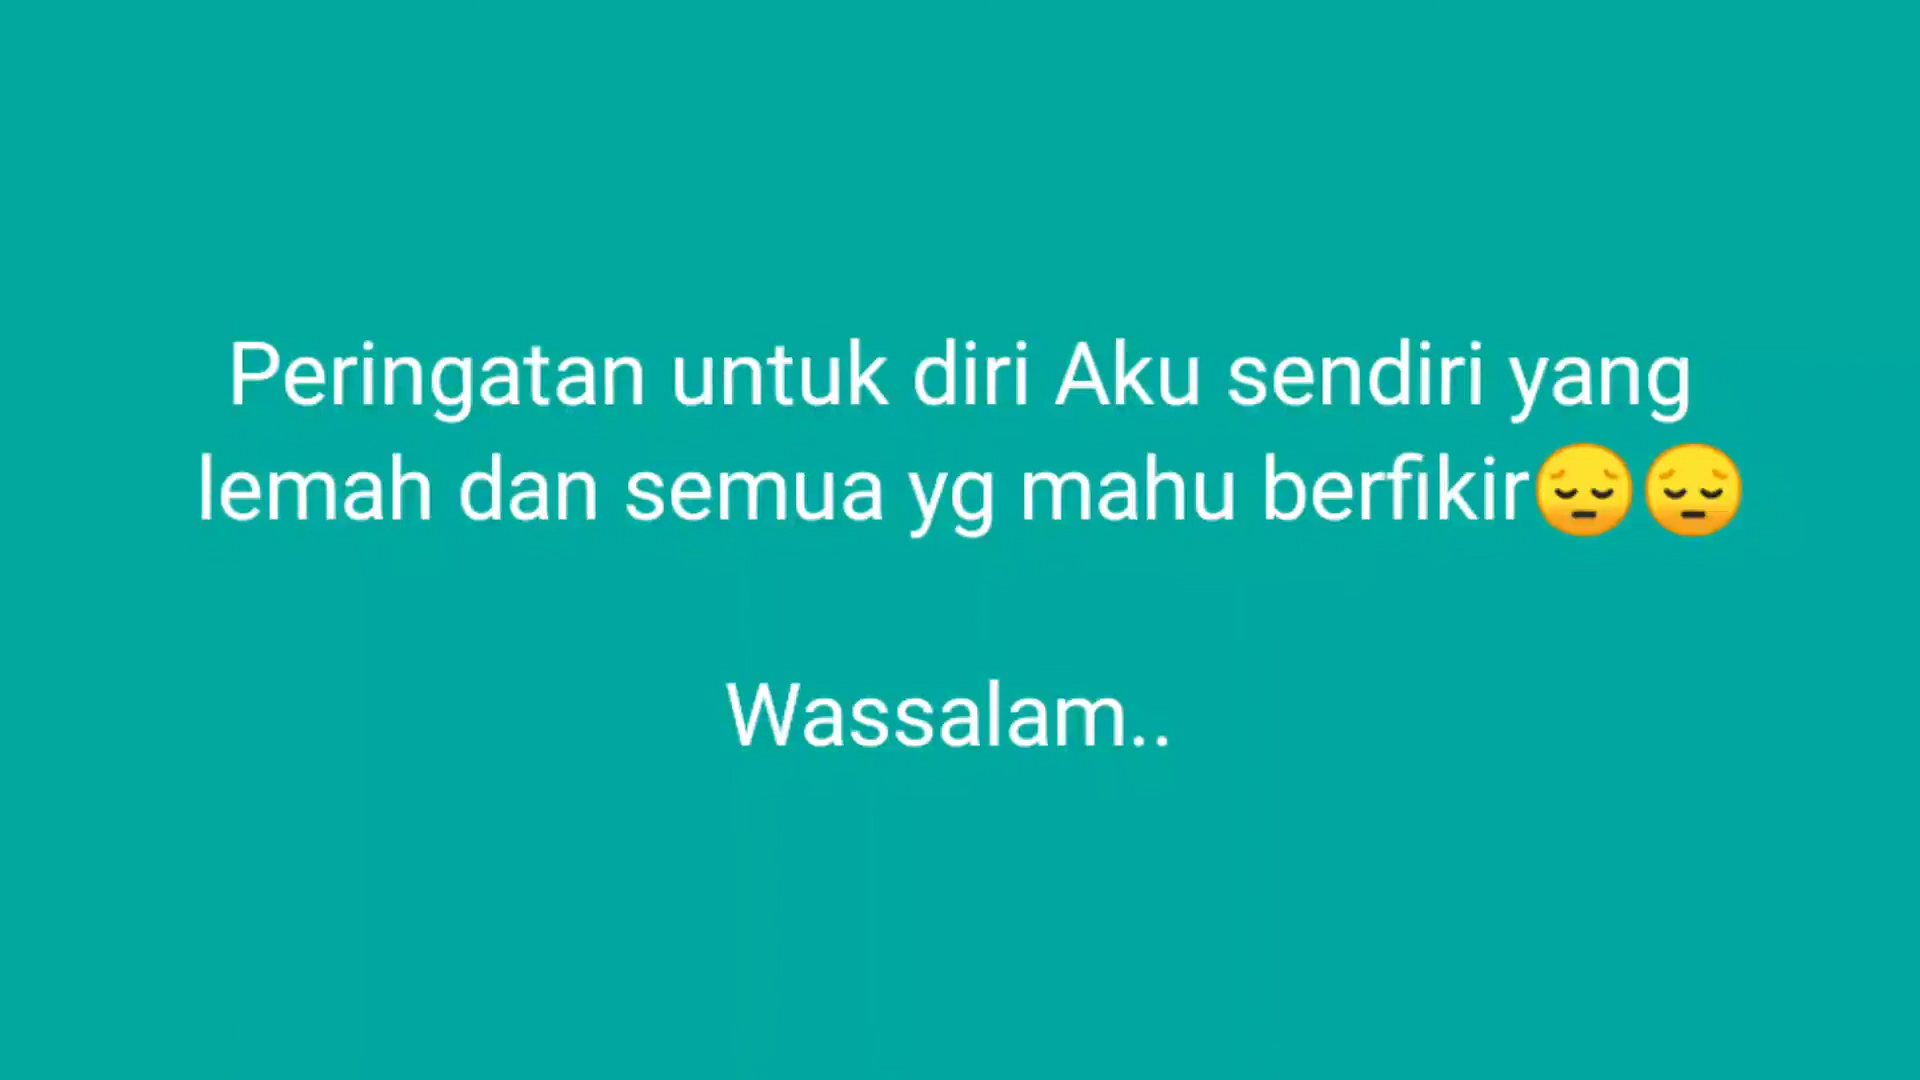 Peringatan untuk diri Aku sendiri yang
lemah dan semua yg mahu berfikir😔😔
Wassalam..